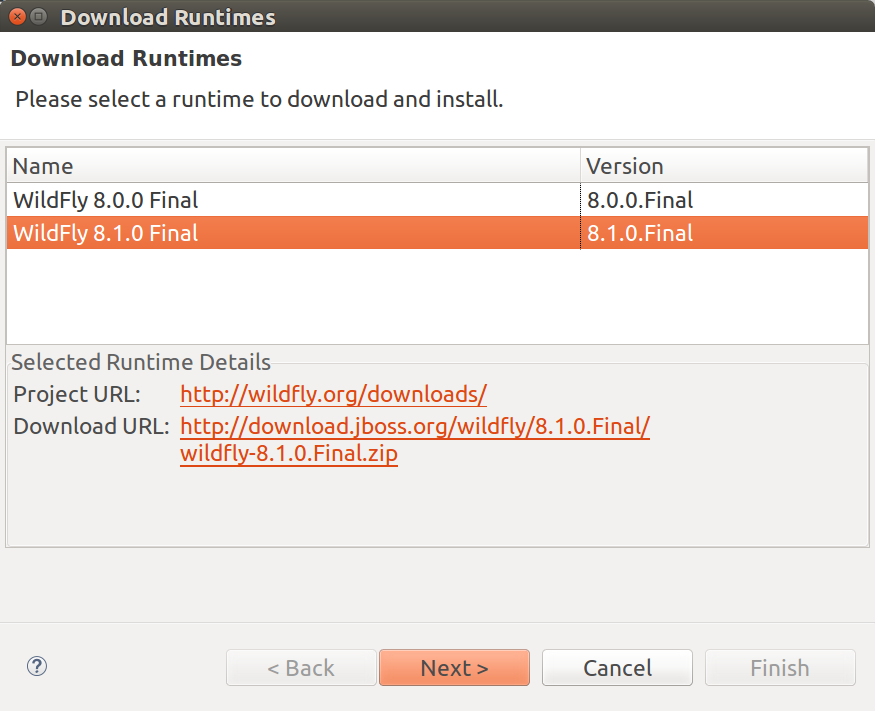 Download Runtimes
Download Runtimes
Please select a runtime to download and install.
Name Version
WildFly 8.0.0 Final 8.0.0.Final
WildFly 8.1.0 Final 8.1.0.Final
Selected Runtime Details
Project URL: http://wildfly.org/downloads/
Download URL: http://download.jboss.org/wildfly/8.1.0.Final/
wildfly-8.1.0.Final.zip
? < Back Next > Cancel Finish